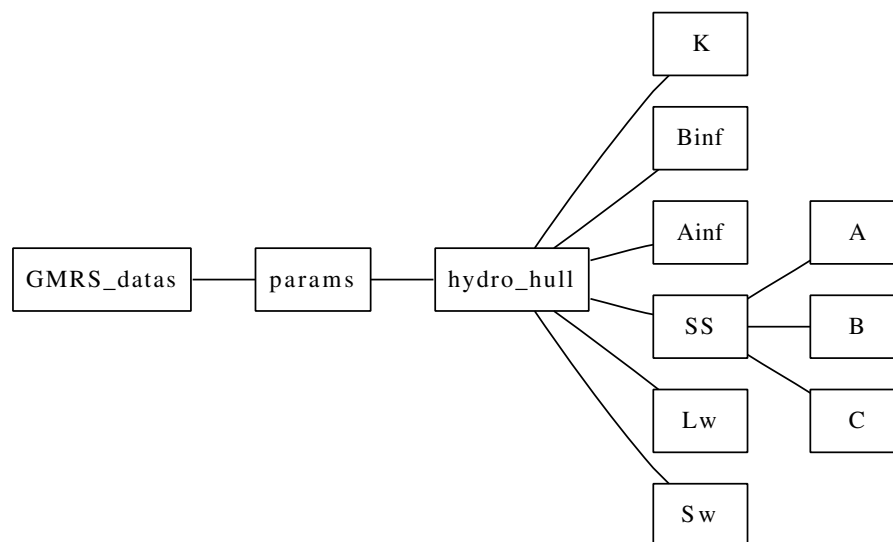 K
Binf
Ainf
A
GMRS_datas
params
hydro_hull
SS
B
Lw
C
Sw